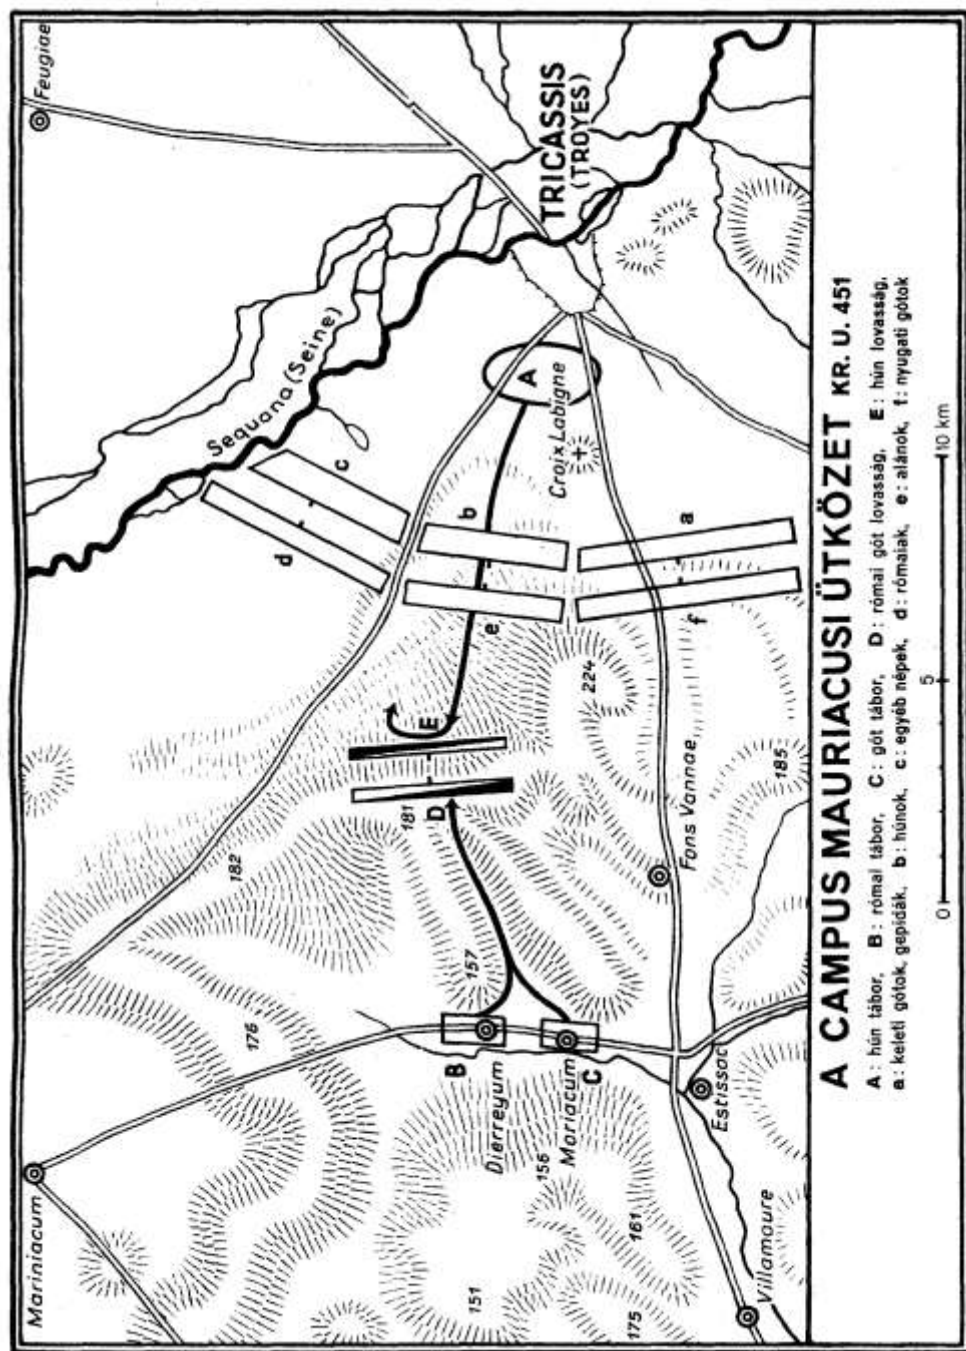 Feugiae
TRICASSIS
(TROYES)
Sequana (Seine)
A
Croix Labigne
a
b
c
d
e
f
224
E
D
181
182
185
Fons Vannae
157
176
B
C
Dierreyum
Moriacum
156
Estissac
Mariniacum
151
161
175
Villamaure
A CAMPUS MAURIACUSI ÜTKÖZET KR. U. 451
A: hún tábor, B: római tábor, C: gót tábor, D: római gót lovasság, E: hún lovasság,
a: keleti gótok, gepidák, b: húnok, c: egyéb népek, d: rómaiak, e: alánok, f: nyugati gótok
0 5 10 km